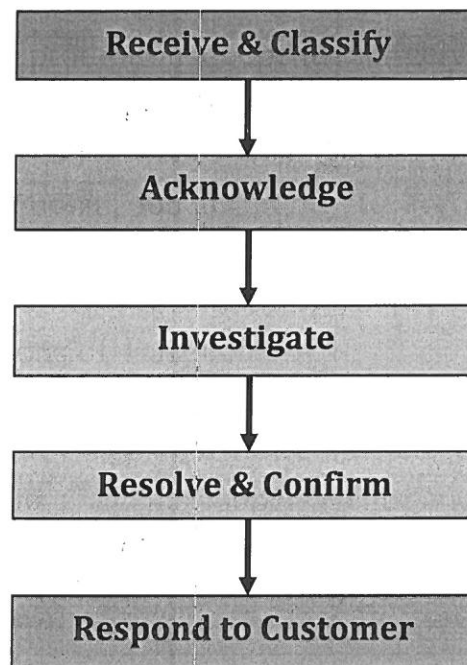 Receive & Classify
Acknowledge
Investigate
Resolve & Confirm
Respond to Customer